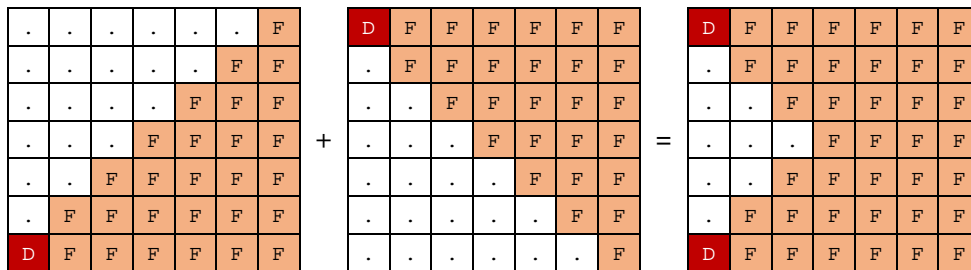 . . . . . . F D F F F F F F D F F F F F F
. . . . . F F . F F F F F F . F F F F F F
. . . . F F F . . F F F F F . . F F F F F
. . . F F F F + . . . F F F F = . . . F F F F
. . F F F F F . . . . F F F . . F F F F F
. F F F F F F . . . . . F F . F F F F F F
D F F F F F F . . . . . . F D F F F F F F